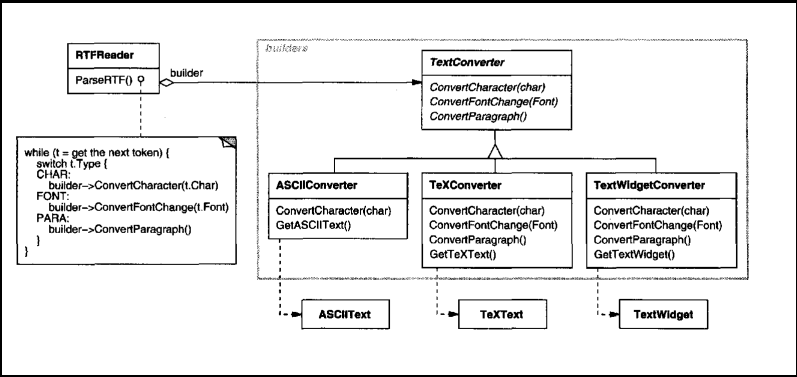 builders
RTFReader
ParseRTF()
builder
TextConverter
ConvertCharacter(char)
ConvertFontChange(Font)
ConvertParagraph()
while (t = get the next token) {
switch t.Type {
CHAR:
builder->ConvertCharacter(t.Char)
FONT:
builder->ConvertFontChange(t.Font)
PARA:
builder->ConvertParagraph()
}
}
ASCIIConverter
ConvertCharacter(char)
GetASCIIText()
TeXConverter
ConvertCharacter(char)
ConvertFontChange(Font)
ConvertParagraph()
GetTeXText()
TextWidgetConverter
ConvertCharacter(char)
ConvertFontChange(Font)
ConvertParagraph()
GetTextWidget()
ASCIIText
TeXText
TextWidget